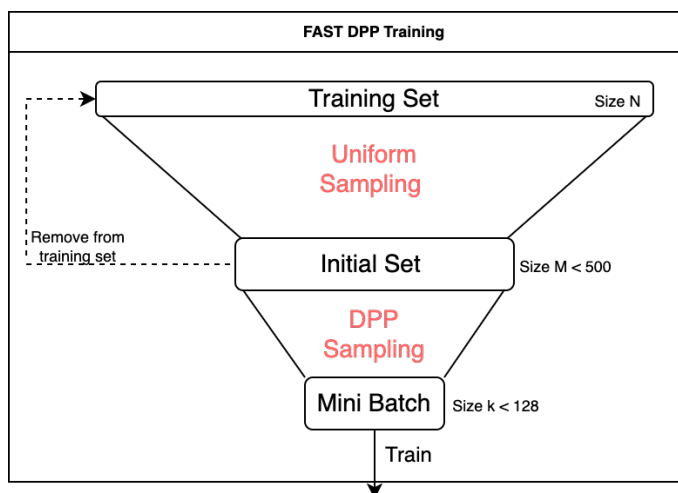 FAST DPP Training
Training Set
Size N
Uniform
Sampling
Remove from
training set
Initial Set
Size M < 500
DPP
Sampling
Mini Batch
Size k < 128
Train